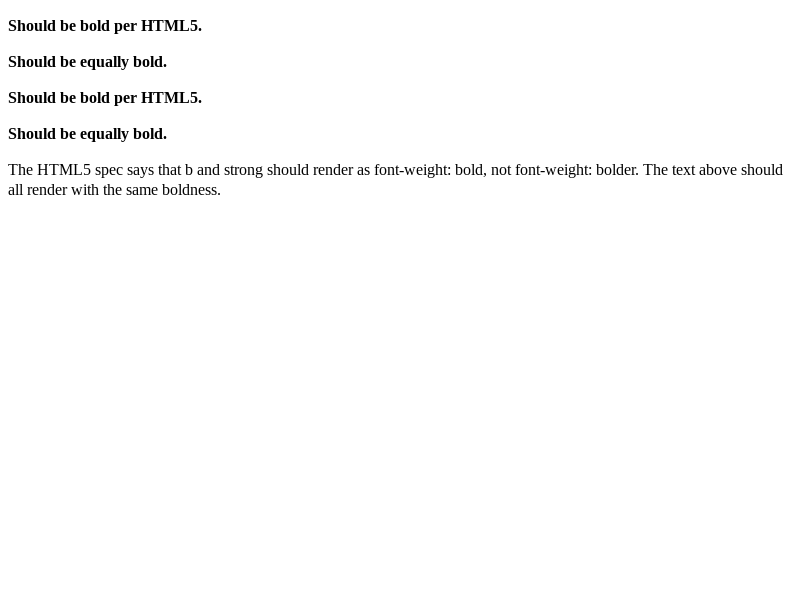 Should be bold per HTML5.
Should be equally bold.
Should be bold per HTML5.
Should be equally bold.
The HTML5 spec says that b and strong should render as font-weight: bold, not font-weight: bolder. The text above should
all render with the same boldness.